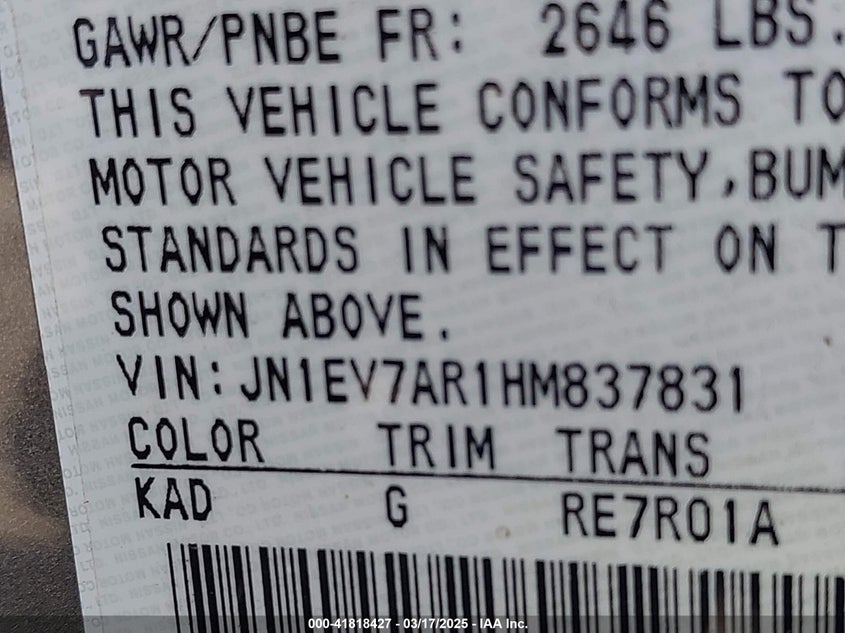 GAWR/PNBE FR: 2646 LBS.
THIS VEHICLE CONFORMS TO
MOTOR VEHICLE SAFETY,BUM
STANDARDS IN EFFECT ON T
SHOWN ABOVE.
VIN:JN1EV7AR1HM837831
COLOR TRIM TRANS
KAD G RE7R01A
000-41818427 - 03/17/2025 - IAA Inc.